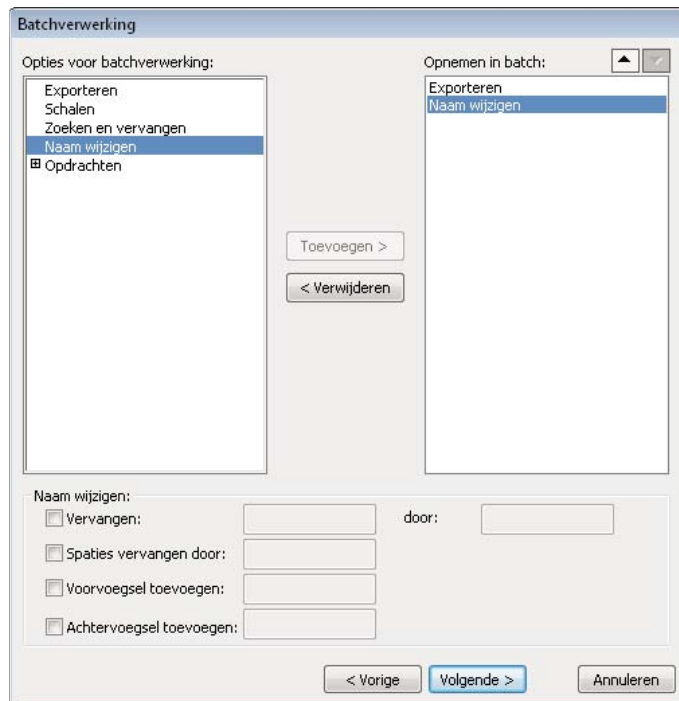 Batchverwerking
Opties voor batchverwerking:
Exporteren
Schalen
Zoeken en vervangen
Naam wijzigen
Opdrachten
Toevoegen >
< Verwijderen
Opnemen in batch:
Exporteren
Naam wijzigen
Naam wijzigen:
Vervangen:
door:
Spaties vervangen door:
Voorvoegsel toevoegen:
Achtervoegsel toevoegen:
< Vorige
Volgende >
Annuleren